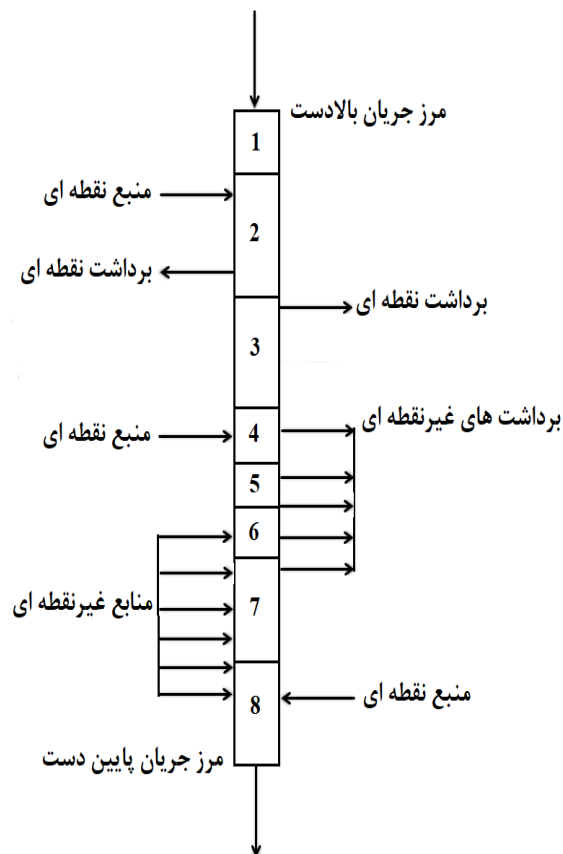 مرز جریان بالادست
1
منبع نقطه ای
2
برداشت نقطه ای
برداشت نقطه ای
3
برداشت های غیرنقطه ای
منبع نقطه ای
4
5
6
منابع غیرنقطه ای
7
منبع نقطه ای
8
مرز جریان پایین دست